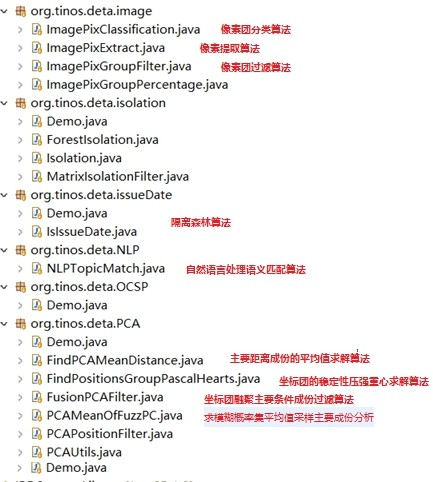 org.tinos.deta.image
ImagePixClassification.java 像素团分类算法
ImagePixExtract.java 像素提取算法
ImagePixGroupFilter.java 像素团过滤算法
ImagePixGroupPercentage.java
org.tinos.deta.isolation
Demo.java
ForestIsolation.java
Isolation.java
MatrixIsolationFilter.java
org.tinos.deta.issueDate
Demo.java
IsIssueDate.java 隔离森林算法
org.tinos.deta.NLP
NLPTopicMatch.java 自然语言处理语义匹配算法
org.tinos.deta.OCSP
Demo.java
org.tinos.deta.PCA
Demo.java
FindPCAMeanDistance.java 主要距离成份的平均值求解算法
FindPositionsGroupPascalHearts.java 坐标团的稳定性压强重心求解算法
FusionPCAFilter.java 坐标团融聚主要条件成份过滤算法
PCAMeanOfFuzzPC.java 求模糊概率集平均值采样主要成份分析
PCAPositionFilter.java
PCAUtils.java
Demo.java